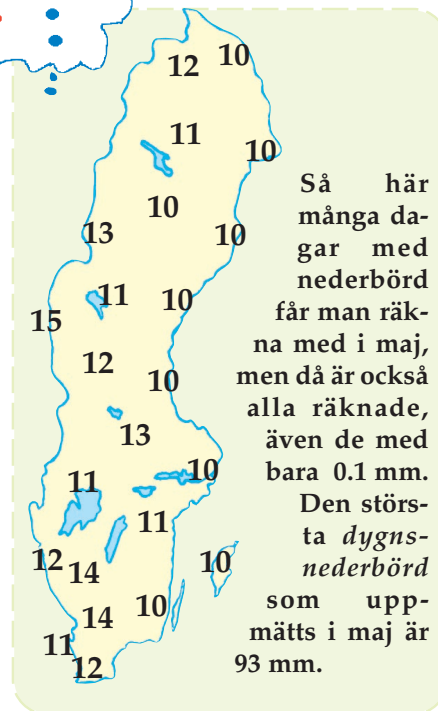 12 10
11
10
10
13
10
11
10
15
12
10
13
10
11
11
12
14
10
14
10
11
12
Så här
många da-
gar med
nederbörd
får man räk-
na med i maj,
men då är också
alla räknade,
även de med
bara 0.1 mm.
Den störs-
ta dygns-
nederbörd
som upp-
mätts i maj är
93 mm.